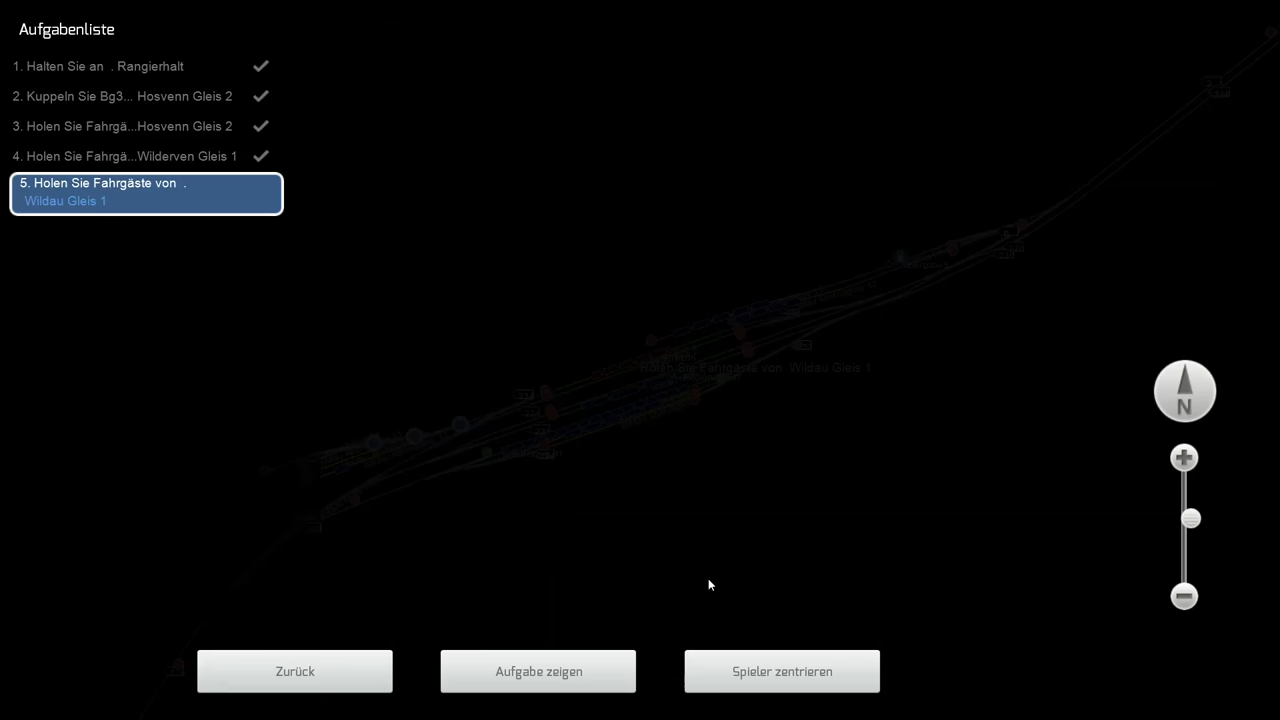 Aufgabenliste
1. Halten Sie an . Rangierhalt
2. Kuppeln Sie Bg3... Hosvenn Gleis 2
3. Holen Sie Fahrgä...Hosvenn Gleis 2
4. Holen Sie Fahrgä...Wilderven Gleis 1
5. Holen Sie Fahrgäste von .
Wildau Gleis 1
Holen Sie Fahrgäste von Wildau Gleis 1
N
Zurück
Aufgabe zeigen
Spieler zentrieren